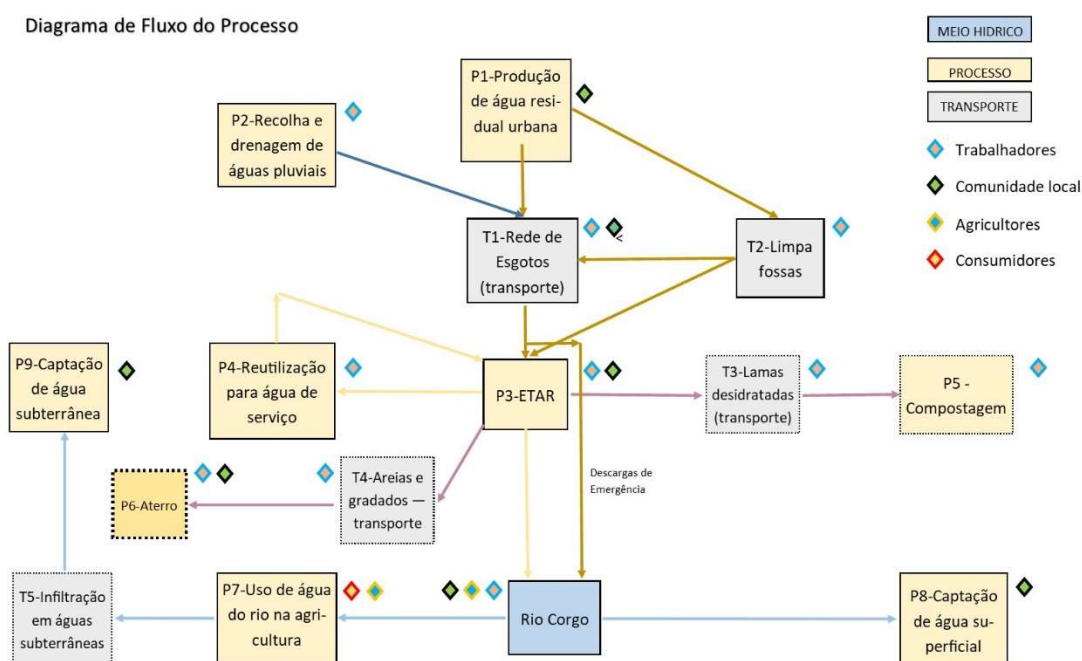 Diagrama de Fluxo do Processo
MEIO HIDRICO
PROCESSO
TRANSPORTE
Trabalhadores
Comunidade local
Agricultores
Consumidores
P1-Produção
de água resi-
dual urbana
P2-Recolha e
drenagem de
águas pluviais
T1-Rede de
Esgotos
(transporte)
<
T2-Limpa
fossas
P9-Captação
de água
subterrânea
P4-Reutilização
para água de
serviço
P3-ETAR
T3-Lamas
desidratadas
(transporte)
P5 -
Compostagem
P6-Aterro
T4-Areias e
gradados —
transporte
Descargas de
Emergência
T5-Infiltração
em águas
subterrâneas
P7-Uso de água
do rio na agri-
cultura
Rio Corgo
P8-Captação
de água su-
perficial